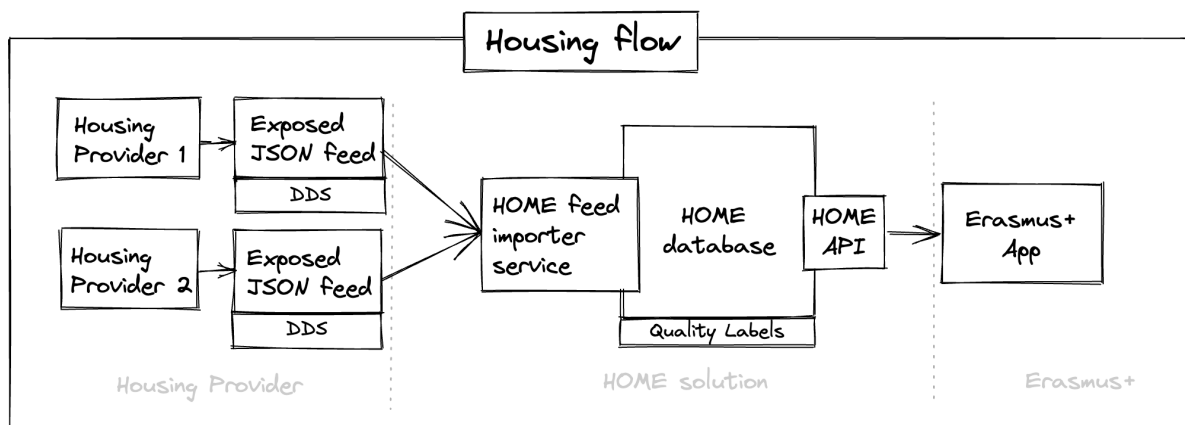 Housing flow
Housing
Provider 1
Exposed
JSON feed
DDS
Housing
Provider 2
Exposed
JSON feed
DDS
HOME feed
importer
service
HOME
database
Quality Labels
HOME
API
Erasmus+
App
Housing Provider
HOME solution
Erasmus+